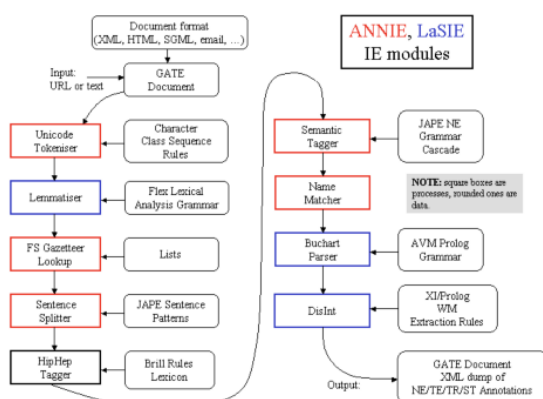 Document format
(XML, HTML, SGML, email, ...)
ANNIE, LaSIE
IE modules
Input:
URL or text
GATE
Document
Unicode
Tokeniser
Character
Class Sequence
Rules
Lemmatiser
Flex Lexical
Analysis Grammar
FS Gazetteer
Lookup
Lists
Sentence
Splitter
JAPE Sentence
Patterns
HipHep
Tagger
Brill Rules
Lexicon
Semantic
Tagger
JAPE NE
Grammar
Cascade
Name
Matcher
NOTE: square boxes are
processes, rounded ones are
data.
Buchart
Parser
AVM Prolog
Grammar
DisInt
XI/Prolog
WM
Extraction Rules
Output:
GATE Document
XML dump of
NE/TE/TR/ST Annotations